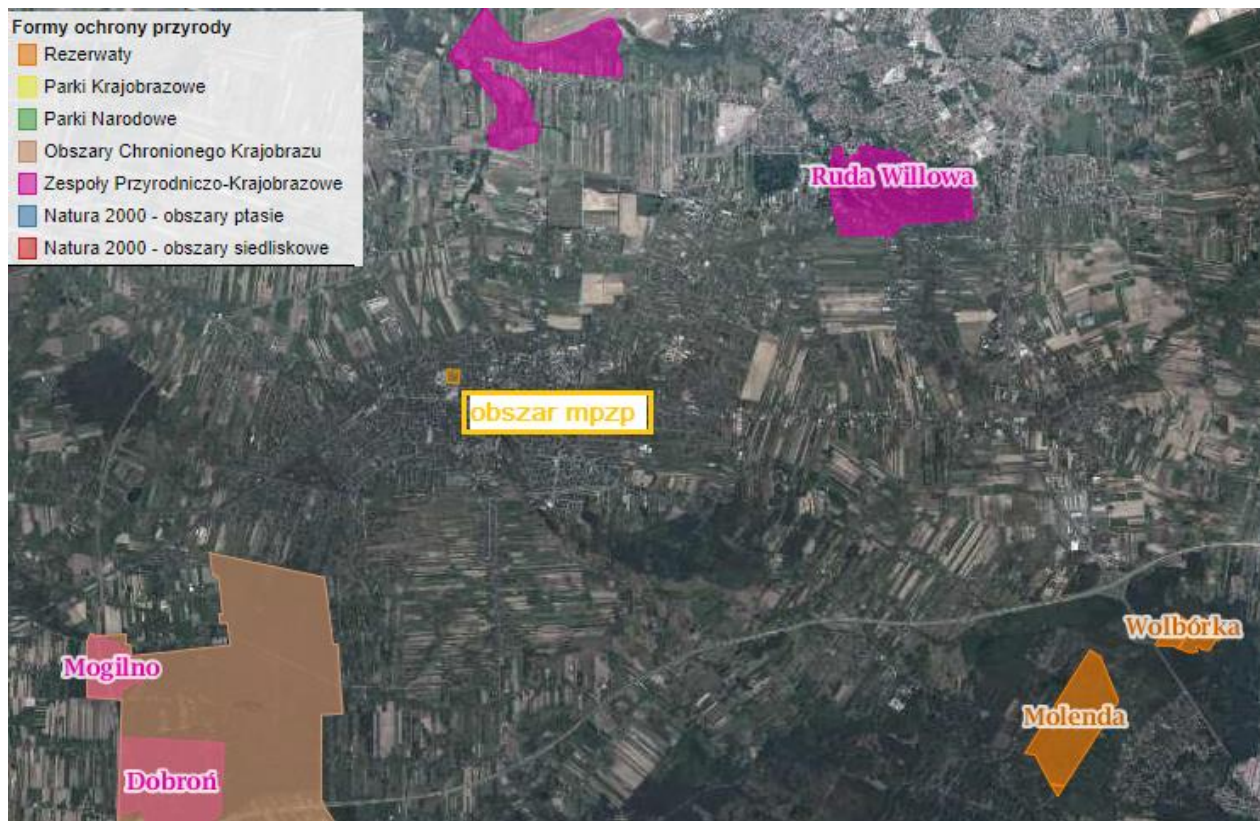 Formy ochrony przyrody
Rezerwaty
Parki Krajobrazowe
Parki Narodowe
Obszary Chronionego Krajobrazu
Zespoły Przyrodniczo-Krajobrazowe
Natura 2000 - obszary ptasie
Natura 2000 - obszary siedliskowe
Ruda Willowa
obszar mpzp
Wolbórka
Mogilno
Molenda
Dobroń